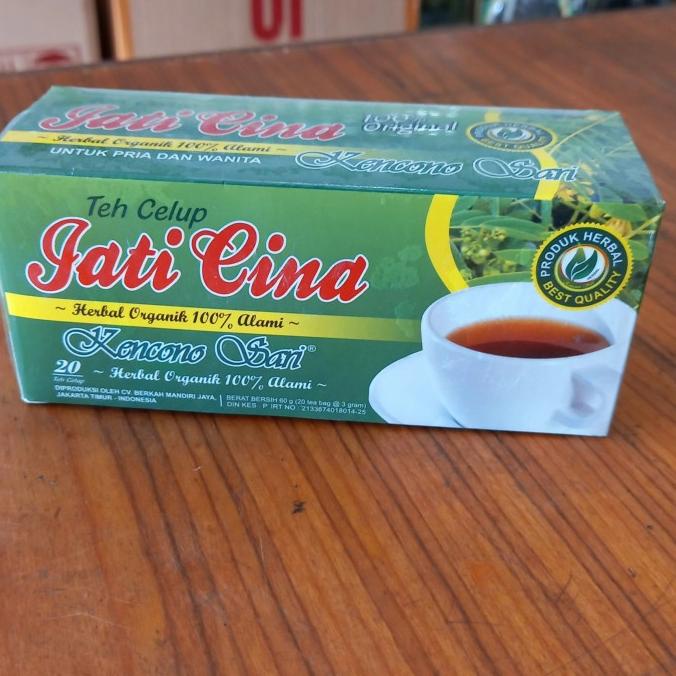 Jati Cina
100%
Original
~ Herbal Organik 100% Alami ~
UNTUK PRIA DAN WANITA
Kencono Sari
Teh Celup
Jati Cina
~ Herbal Organik 100% Alami ~
Kencono Sari®
20
Teh Celup
~ Herbal Organik 100% Alami ~
DIPRODUKSI OLEH CV. BERKAH MANDIRI JAYA,
JAKARTA TIMUR - INDONESIA
BERAT BERSIH 60 g (20 tea bag @ 3 gram)
DIN KES P IRT NO : 2133674018014-25
PRODUK HERBAL
BEST QUALITY